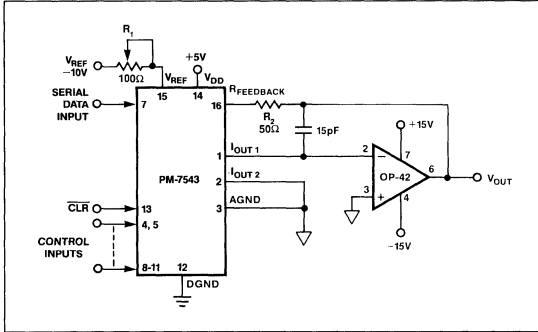 R1
VREF
−10V
100Ω
+5V
VREF
VDD
15
14
RFEEDBACK
SERIAL
DATA
INPUT
7
16
R2
50Ω
15pF
+15V
1
IOUT 1
2
7
−
PM-7543
OP-42
6
VOUT
2
IOUT 2
3
+
4
3
AGND
CLR
13
4, 5
−15V
CONTROL
INPUTS
8-11
12
DGND